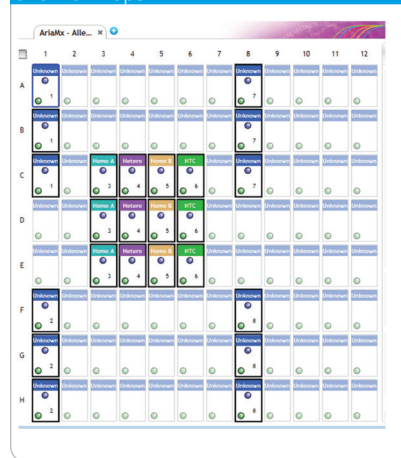 AriaMx - Alle... ×
1 2 3 4 5 6 7 8 9 10 11 12
Unknown Unknown Unknown Unknown Unknown Unknown Unknown Unknown Unknown Unknown Unknown Unknown
A
1 7
Unknown Unknown Unknown Unknown Unknown Unknown Unknown Unknown Unknown Unknown Unknown Unknown
B
1 7
Unknown Unknown Homo A Hetero Homo B NTC Unknown Unknown Unknown Unknown Unknown Unknown
C
1 3 4 5 6 7
Unknown Unknown Homo A Hetero Homo B NTC Unknown Unknown Unknown Unknown Unknown Unknown
D
3 4 5 6
Unknown Unknown Homo A Hetero Homo B NTC Unknown Unknown Unknown Unknown Unknown Unknown
E
3 4 5 6
Unknown Unknown Unknown Unknown Unknown Unknown Unknown Unknown Unknown Unknown Unknown Unknown
F
2 8
Unknown Unknown Unknown Unknown Unknown Unknown Unknown Unknown Unknown Unknown Unknown Unknown
G
2 8
Unknown Unknown Unknown Unknown Unknown Unknown Unknown Unknown Unknown Unknown Unknown Unknown
H
2 8